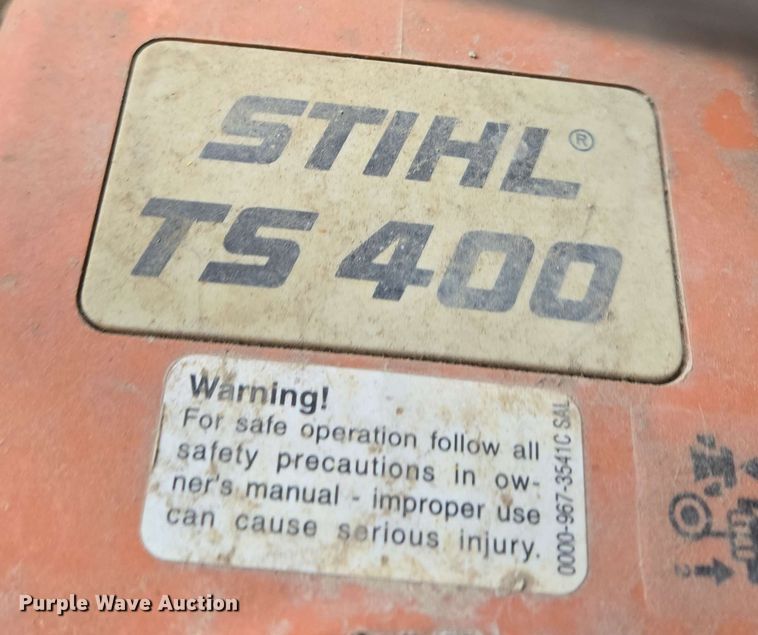 STIHL®
TS 400
Warning!
For safe operation follow all
safety precautions in ow-
ner's manual - improper use
can cause serious injury.
0000-967-3541C SAL
2
Purple Wave Auction